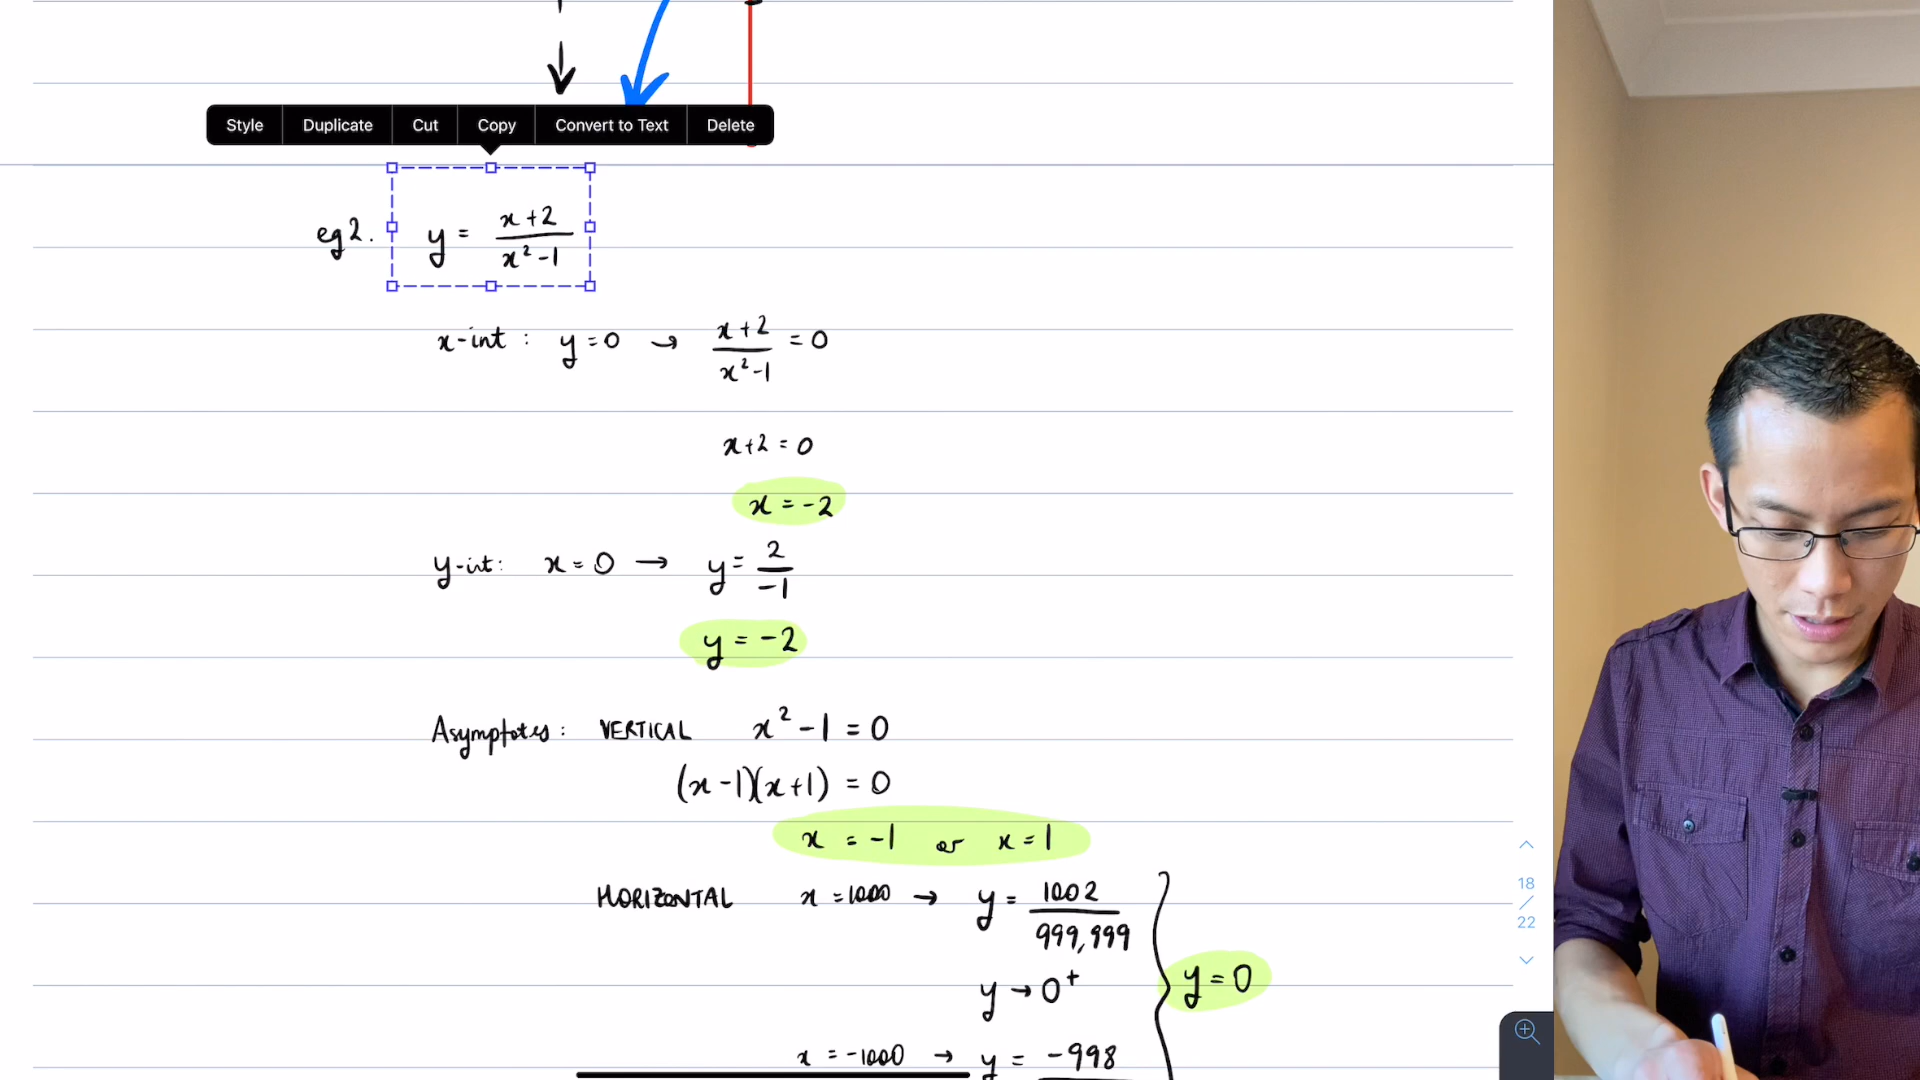 Style Duplicate Cut Copy Convert to Text Delete
eg2. y = x+2 / x² -1
x-int : y=0 → x+2 / x²-1 = 0
x+2 = 0
x = -2
y-int: x=0 → y = 2 / -1
y = -2
Asymptotes: VERTICAL x² -1 = 0
(x-1)(x+1) = 0
x = -1 or x=1
HORIZONTAL x =1000 → y = 1002 / 999,999
y → 0⁺
y=0
x = -1000 → y = -998
18 / 22